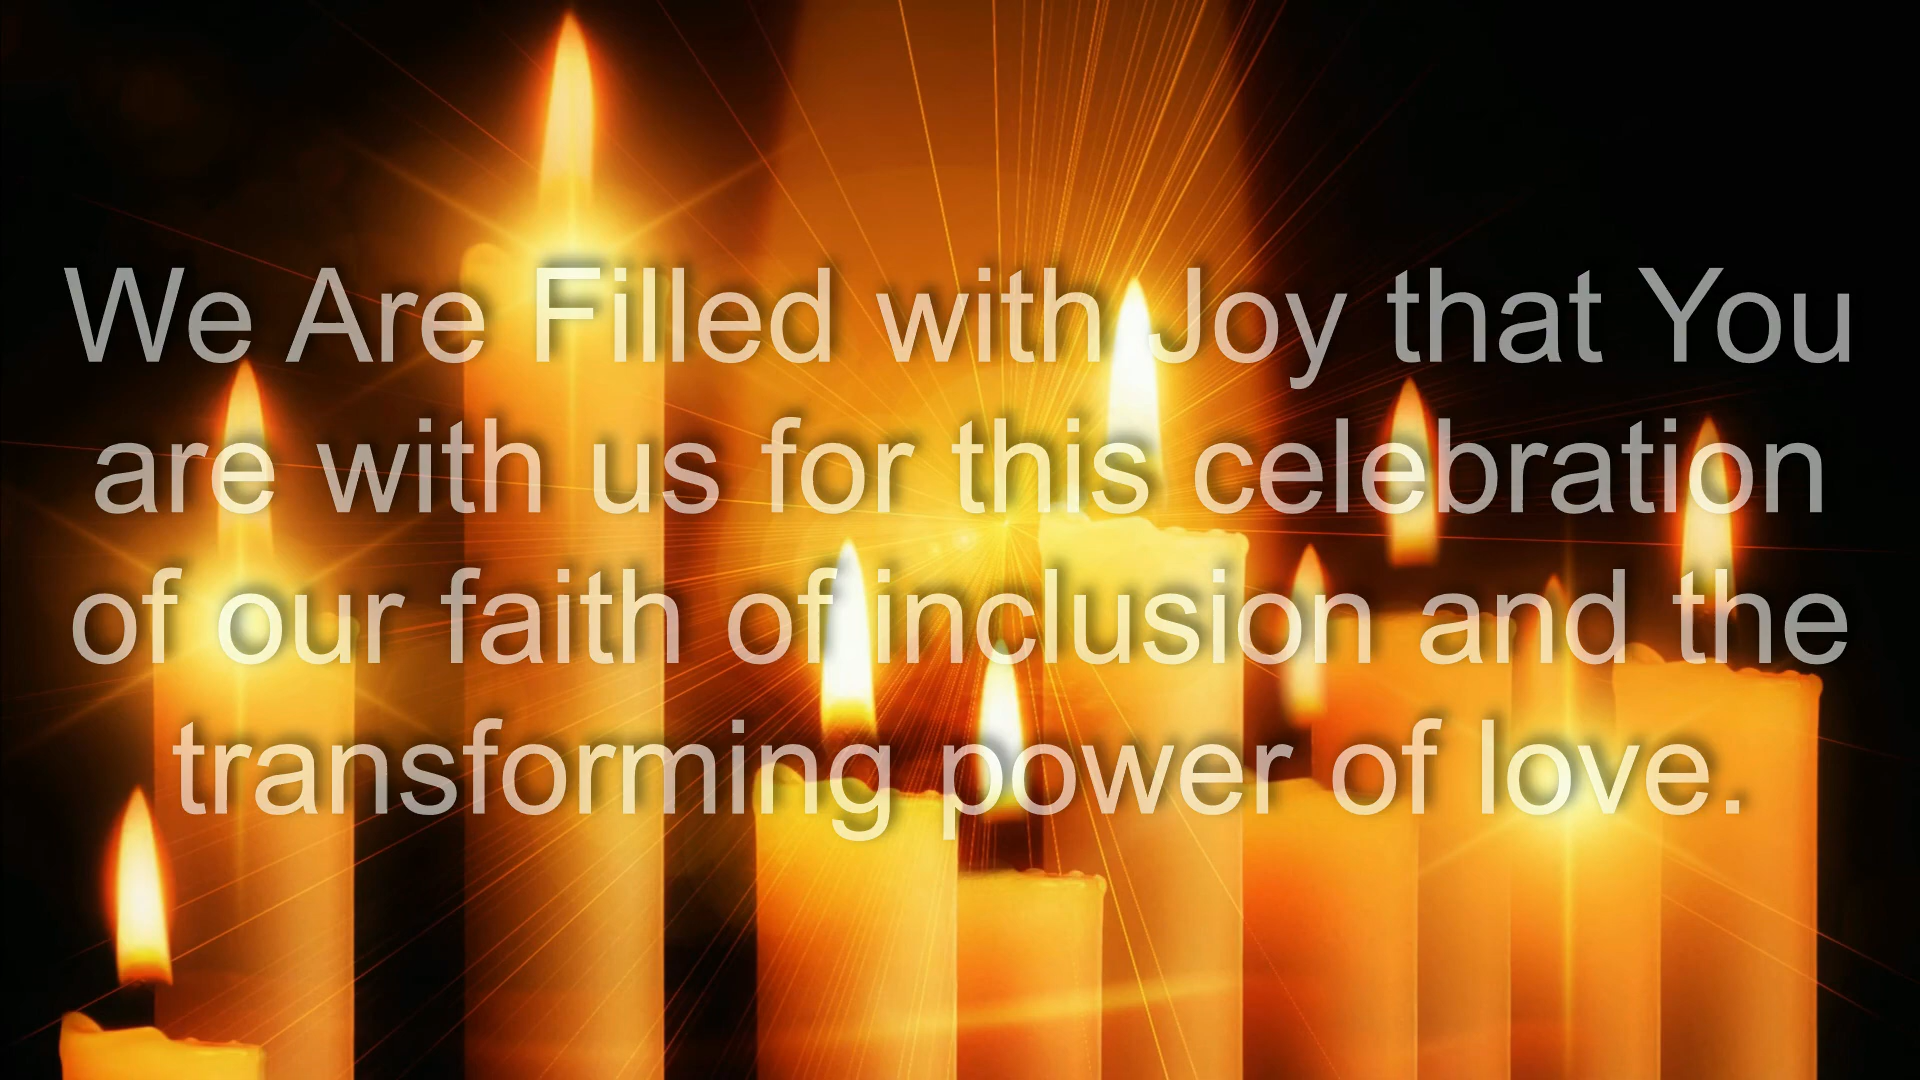 We Are Filled with Joy that You
are with us for this celebration
of our faith of inclusion and the
transforming power of love.